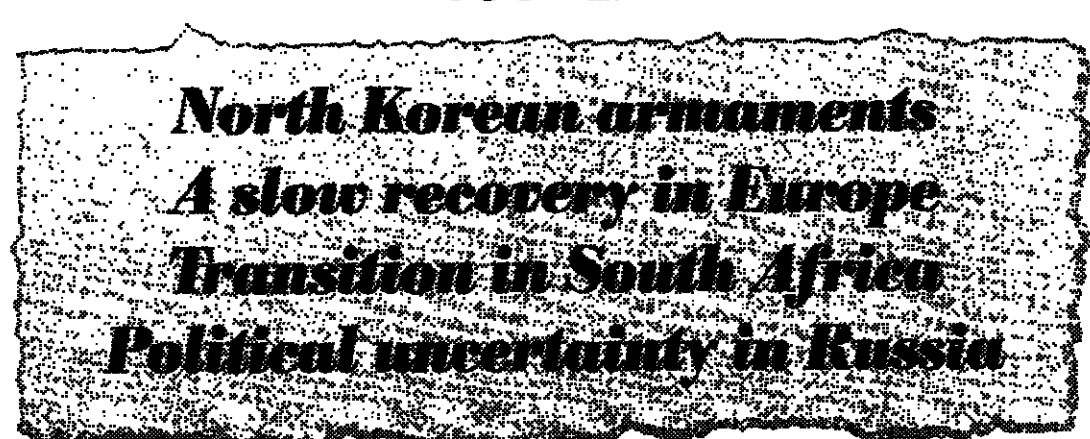 North Korean armaments
A slow recovery in Europe
Transition in South Africa
Political uncertainty in Russia